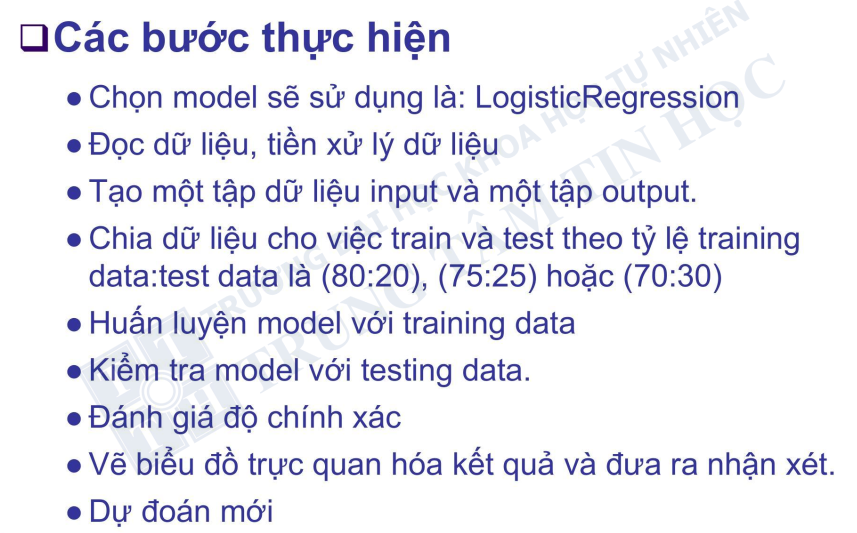 Các bước thực hiện
Chọn model sẽ sử dụng là: LogisticRegression
Đọc dữ liệu, tiền xử lý dữ liệu
Tạo một tập dữ liệu input và một tập output.
Chia dữ liệu cho việc train và test theo tỷ lệ training
data:test data là (80:20), (75:25) hoặc (70:30)
Huấn luyện model với training data
Kiểm tra model với testing data.
Đánh giá độ chính xác
Vẽ biểu đồ trực quan hóa kết quả và đưa ra nhận xét.
Dự đoán mới
TRƯỜNG ĐẠI HỌC KHOA HỌC TỰ NHIÊN
TRUNG TÂM TIN HỌC